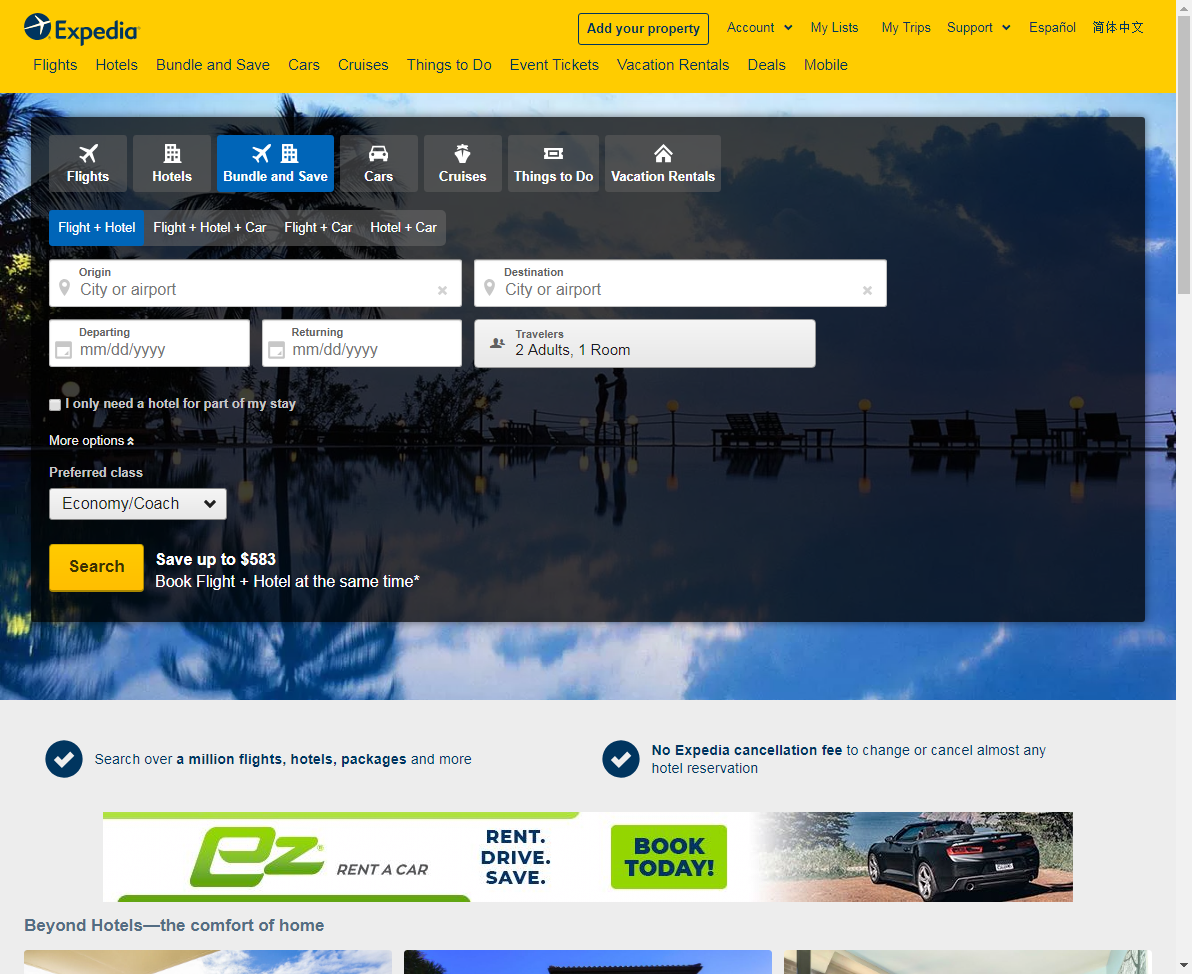 Expedia
Add your property
Account
My Lists
My Trips
Support
Español
简体中文
Flights
Hotels
Bundle and Save
Cars
Cruises
Things to Do
Event Tickets
Vacation Rentals
Deals
Mobile
Flights
Hotels
Bundle and Save
Cars
Cruises
Things to Do
Vacation Rentals
Flight + Hotel
Flight + Hotel + Car
Flight + Car
Hotel + Car
Origin
City or airport
Destination
City or airport
Departing
mm/dd/yyyy
Returning
mm/dd/yyyy
Travelers
2 Adults, 1 Room
I only need a hotel for part of my stay
More options
Preferred class
Economy/Coach
Search
Save up to $583
Book Flight + Hotel at the same time*
Search over a million flights, hotels, packages and more
No Expedia cancellation fee to change or cancel almost any
hotel reservation
ez
RENT A CAR
RENT.
DRIVE.
SAVE.
BOOK
TODAY!
Beyond Hotels—the comfort of home